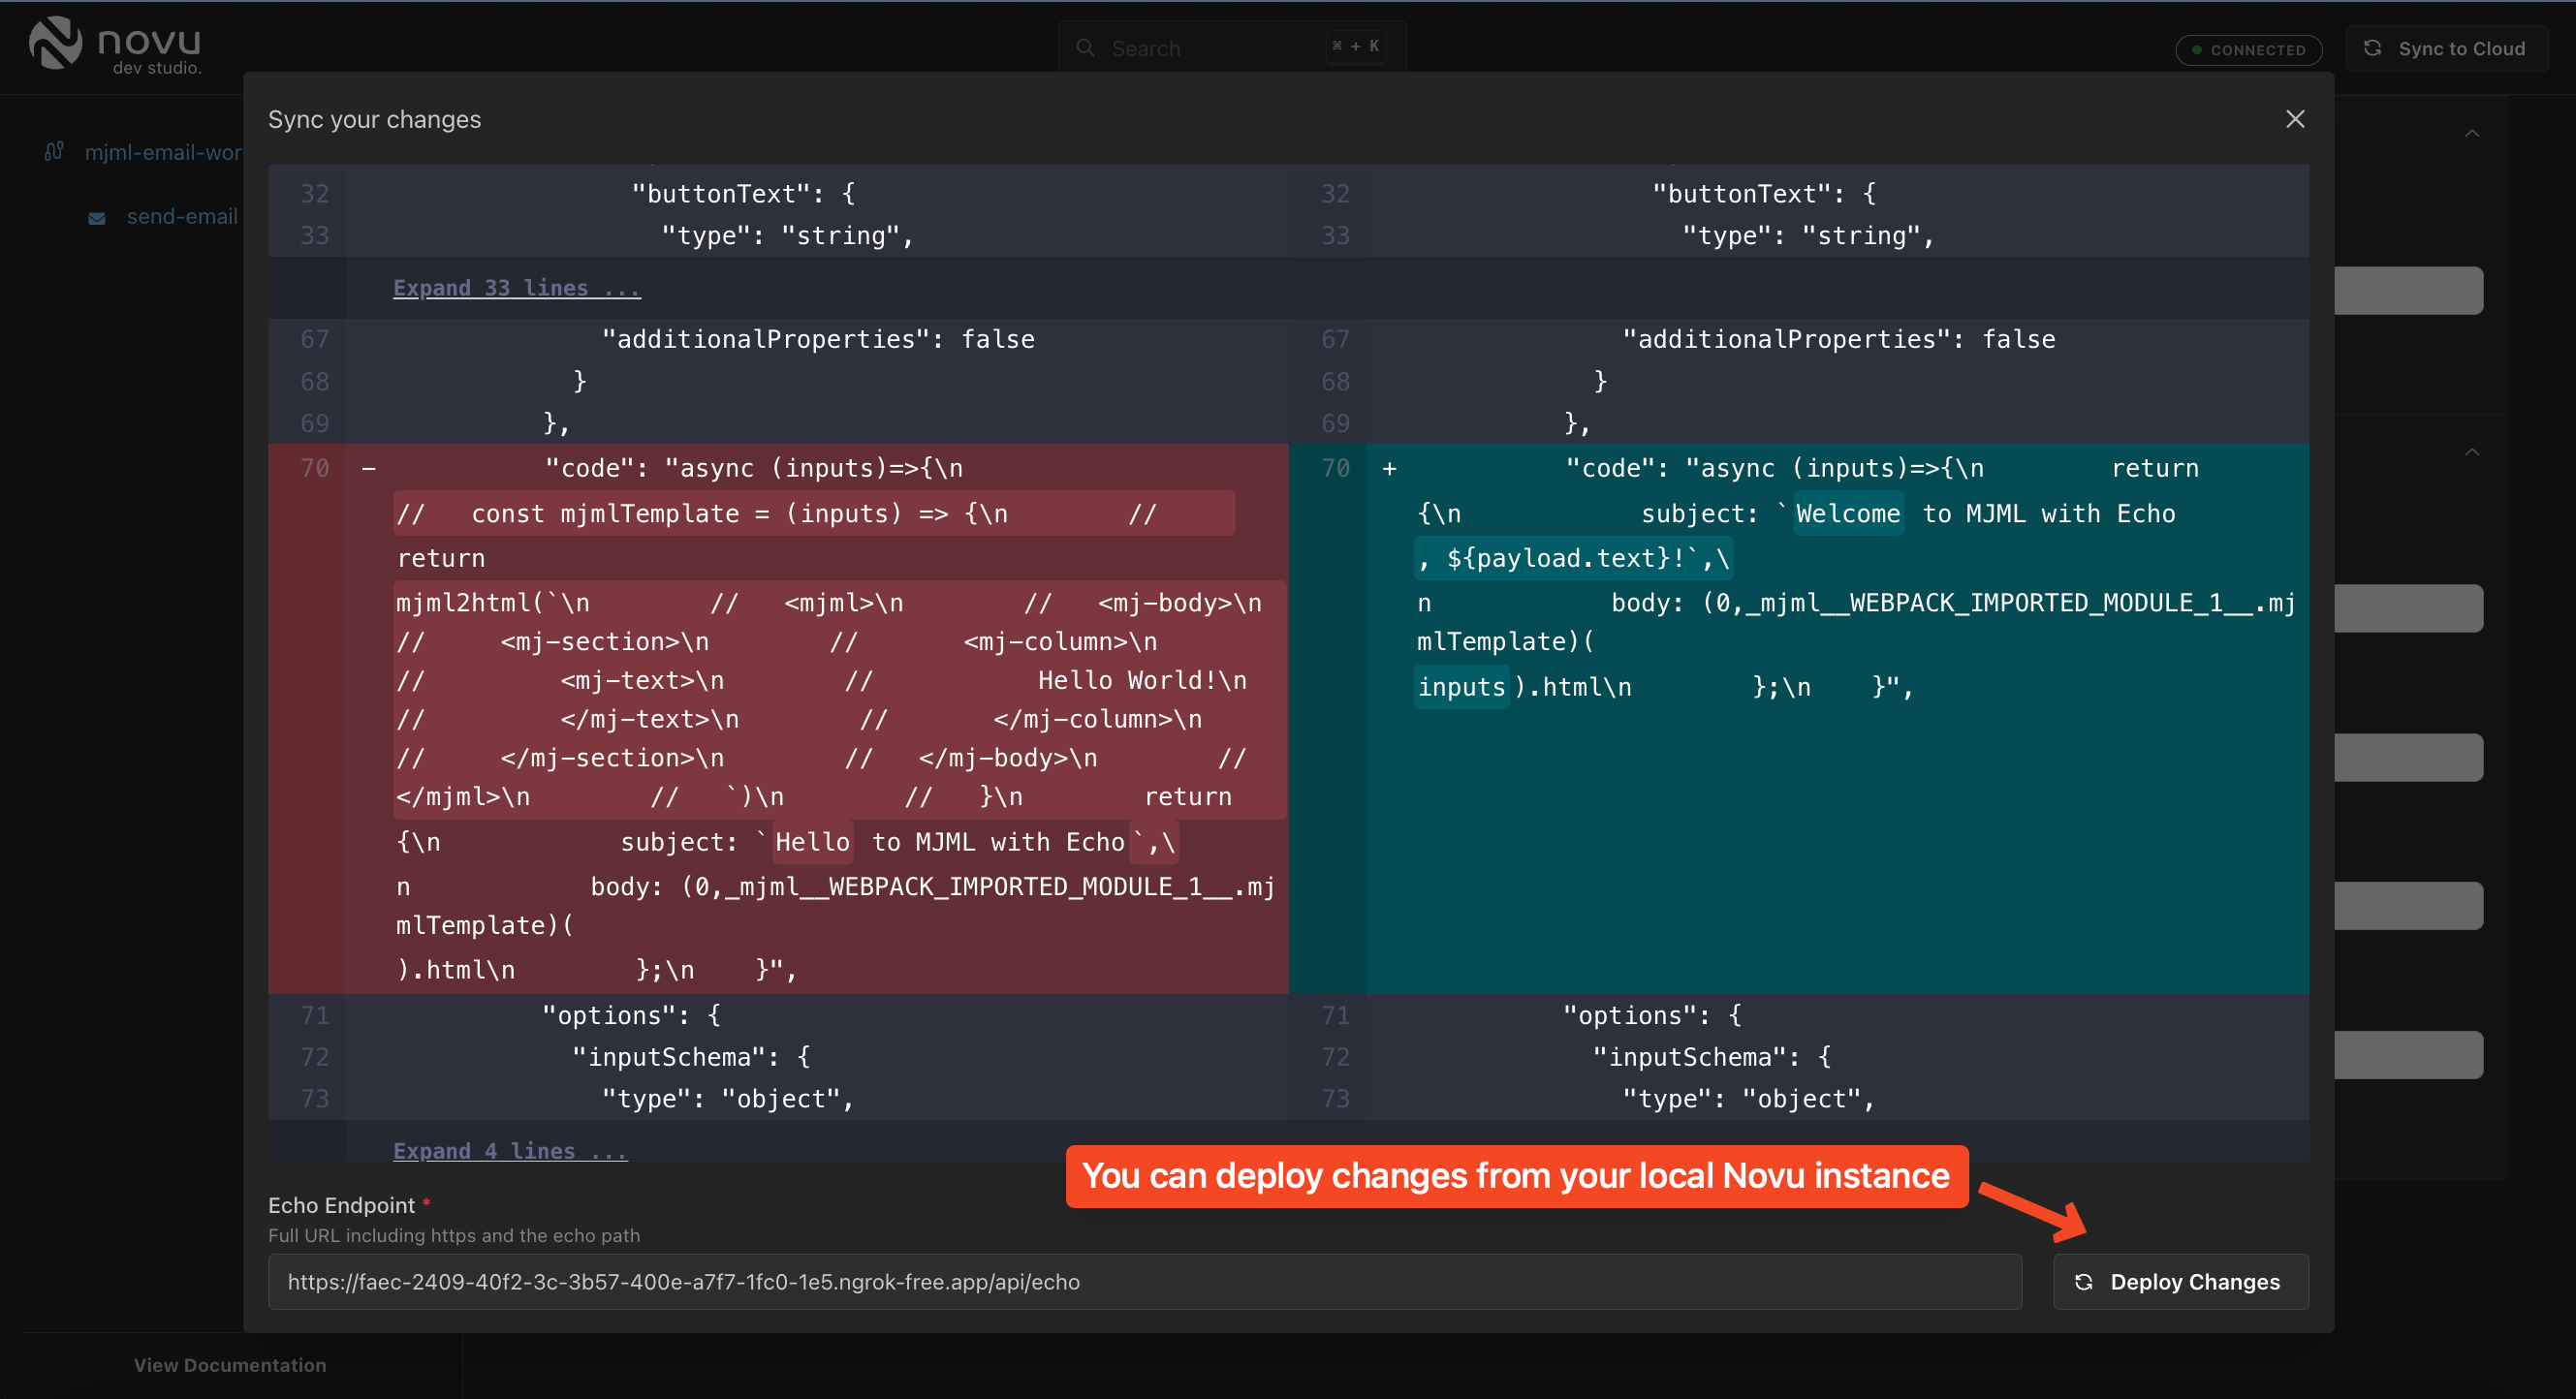 novu
dev studio.
Search
⌘ + K
CONNECTED
Sync to Cloud
mjml-email-wor
send-email
Sync your changes
32 "buttonText": {
33 "type": "string",
Expand 33 lines ...
67 "additionalProperties": false
68 }
69 },
70 - "code": "async (inputs)=>{\n
// const mjmlTemplate = (inputs) => {\n //
return
mjml2html(`\n // <mjml>\n // <mj-body>\n
// <mj-section>\n // <mj-column>\n
// <mj-text>\n // Hello World!\n
// </mj-text>\n // </mj-column>\n
// </mj-section>\n // </mj-body>\n //
</mjml>\n // `)\n // }\n return
{\n subject: `Hello to MJML with Echo`,\
n body: (0,_mjml__WEBPACK_IMPORTED_MODULE_1__.mj
mlTemplate)(
).html\n };\n }",
71 "options": {
72 "inputSchema": {
73 "type": "object",
Expand 4 lines ...
32 "buttonText": {
33 "type": "string",
67 "additionalProperties": false
68 }
69 },
70 + "code": "async (inputs)=>{\n return
{\n subject: `Welcome to MJML with Echo
, ${payload.text}!`,\
n body: (0,_mjml__WEBPACK_IMPORTED_MODULE_1__.mj
mlTemplate)(
inputs).html\n };\n }",
71 "options": {
72 "inputSchema": {
73 "type": "object",
You can deploy changes from your local Novu instance
Echo Endpoint *
Full URL including https and the echo path
https://faec-2409-40f2-3c-3b57-400e-a7f7-1fc0-1e5.ngrok-free.app/api/echo
Deploy Changes
View Documentation